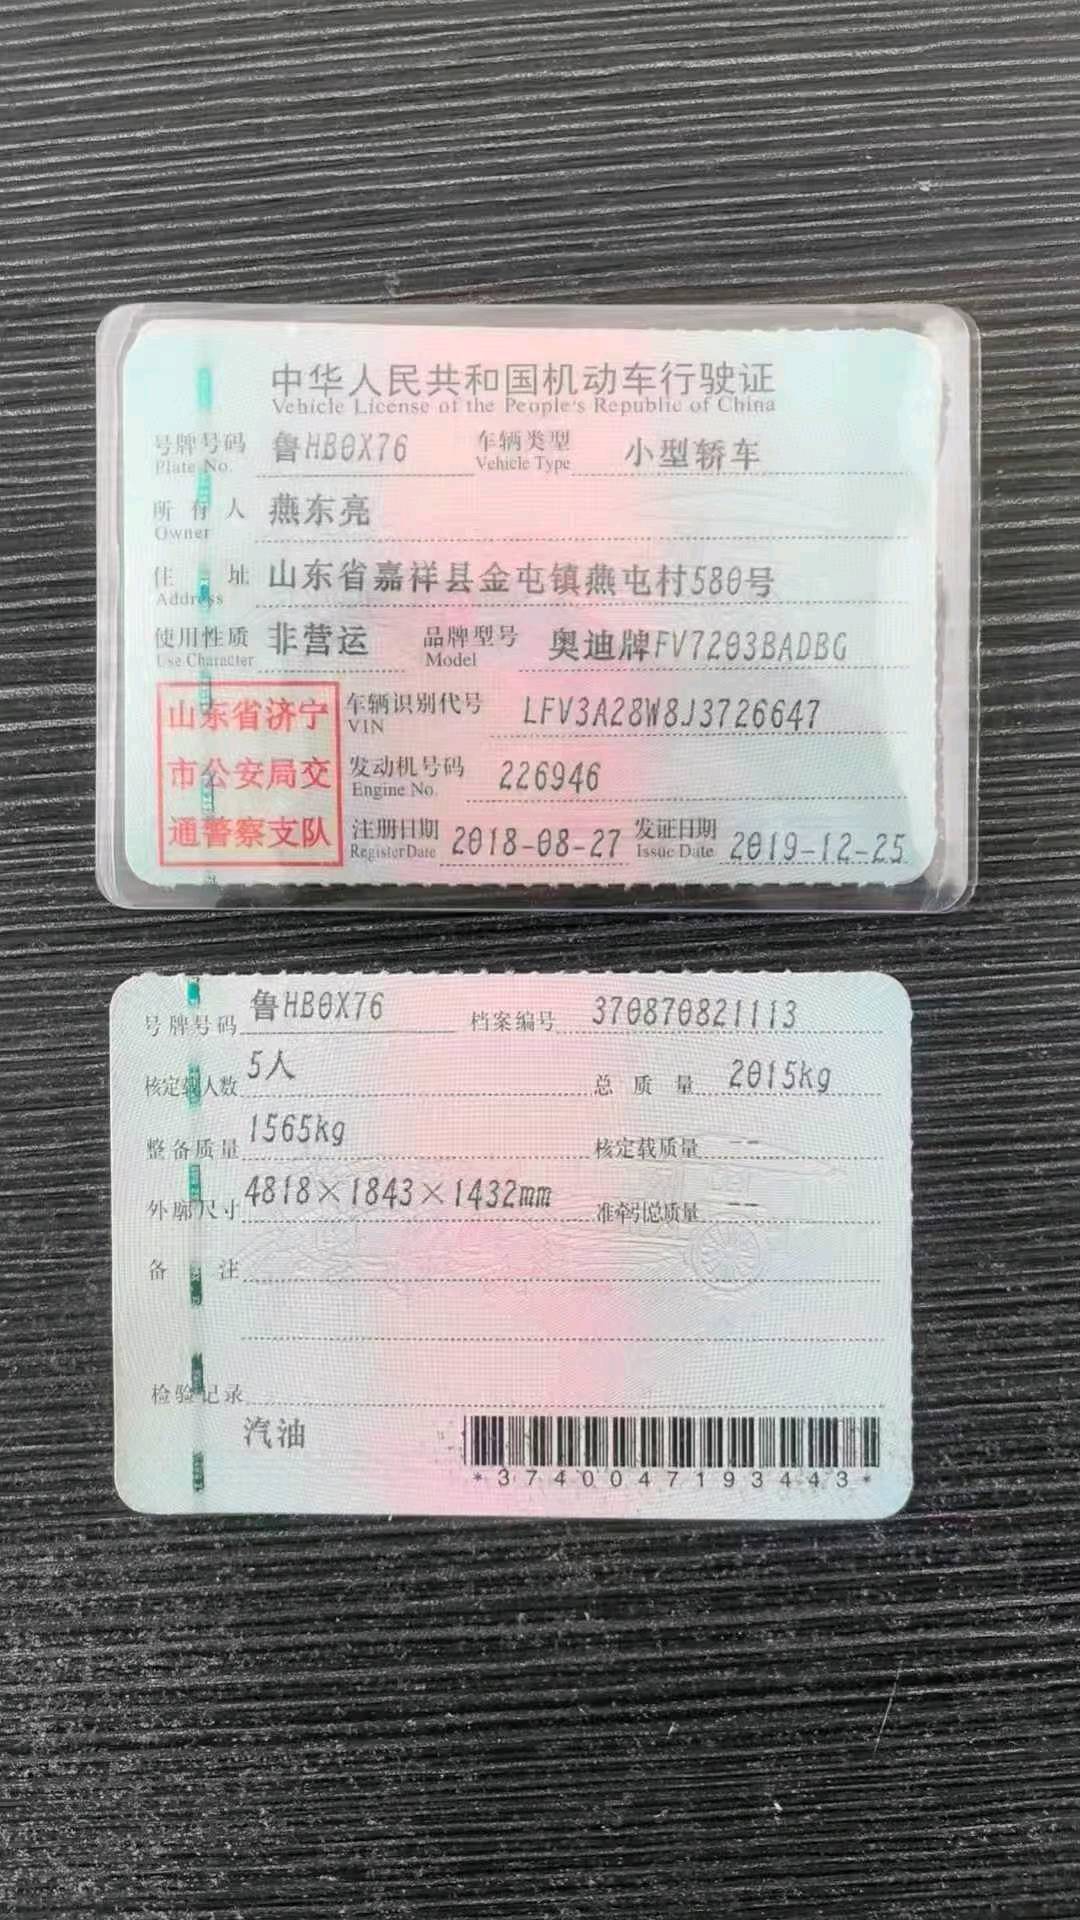 中华人民共和国机动车行驶证
Vehicle License of the People's Republic of China
号牌号码 鲁HB0X76 车辆类型 小型轿车
Plate No. Vehicle Type
所有人 燕东亮
Owner
住址 山东省嘉祥县金屯镇燕屯村580号
Address
使用性质 非营运 品牌型号 奥迪牌FV7203BADBG
Use Character Model
山东省济宁
市公安局交
通警察支队
车辆识别代号 LFV3A28W8J3726647
VIN
发动机号码 226946
Engine No.
注册日期 2018-08-27 发证日期 2019-12-25
Register Date Issue Date
号牌号码 鲁HB0X76 档案编号 370870821113
核定载人数 5人 总质量 2015kg
整备质量 1565kg 核定载质量 --
外廓尺寸 4818×1843×1432mm 准牵引总质量 --
备注
检验记录
汽油
*3740047193443*